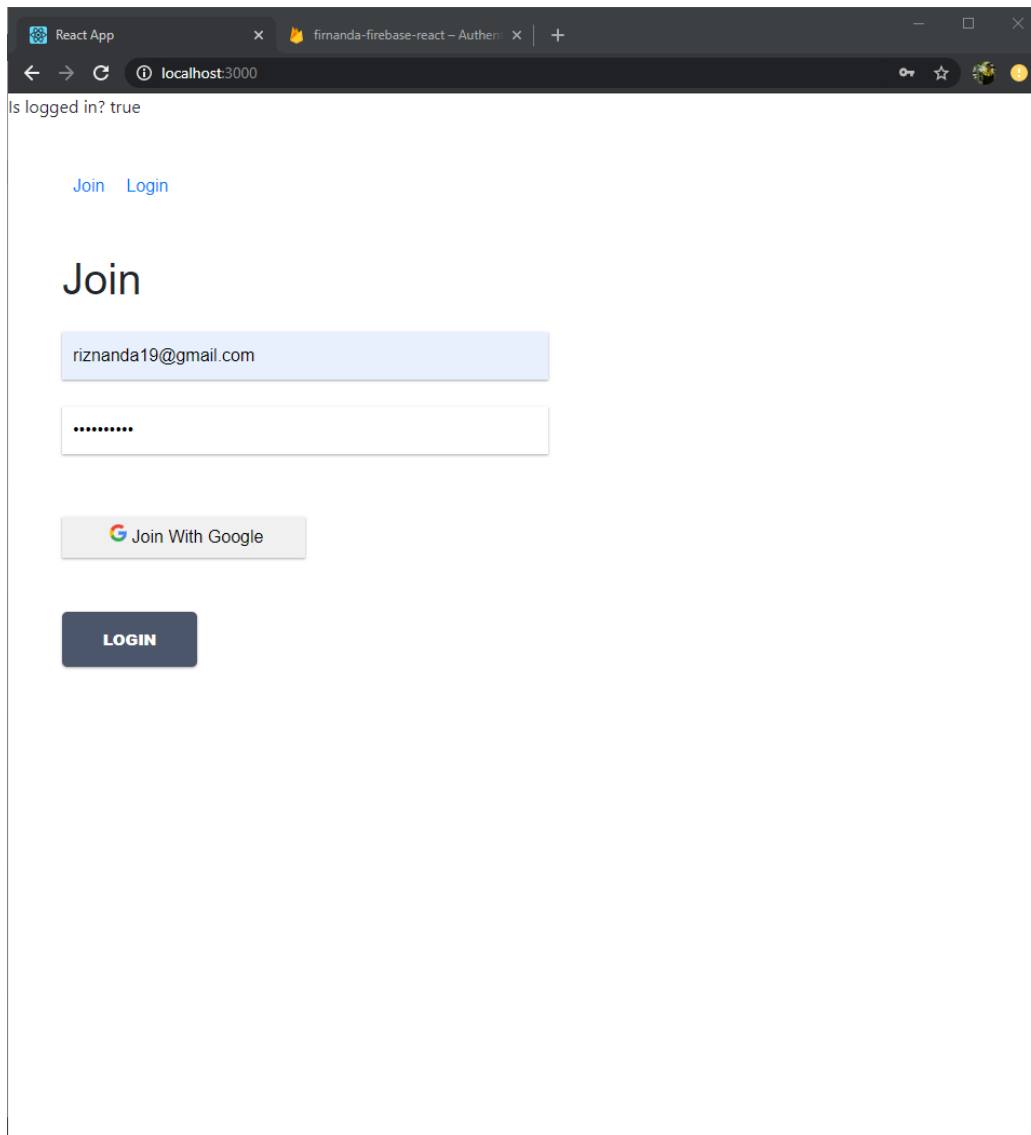 React App
firnanda-firebase-react – Authent
localhost:3000
Is logged in? true
Join Login
Join
riznanda19@gmail.com
••••••••••
Join With Google
LOGIN